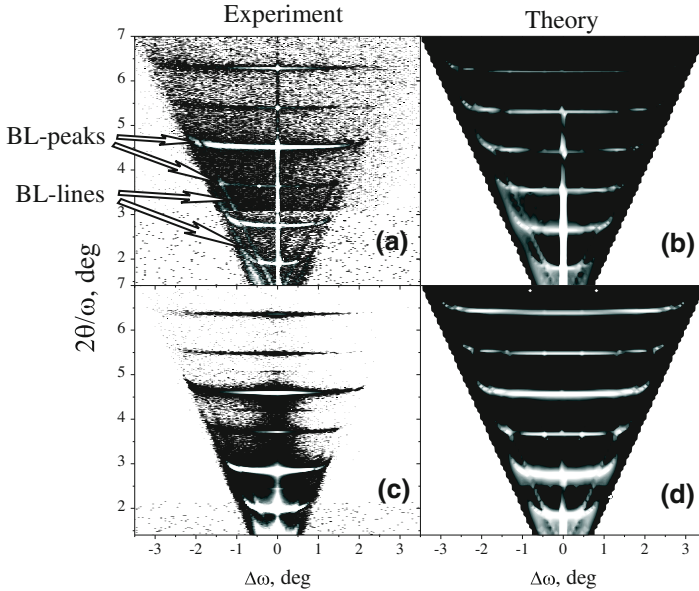 Experiment Theory
7
6
5
4
3
2
7
6
5
4
3
2
BL-peaks
BL-lines
2θ/ω, deg
(a)
(b)
(c)
(d)
-3 -2 -1 0 1 2 3 -3 -2 -1 0 1 2 3
Δω, deg Δω, deg